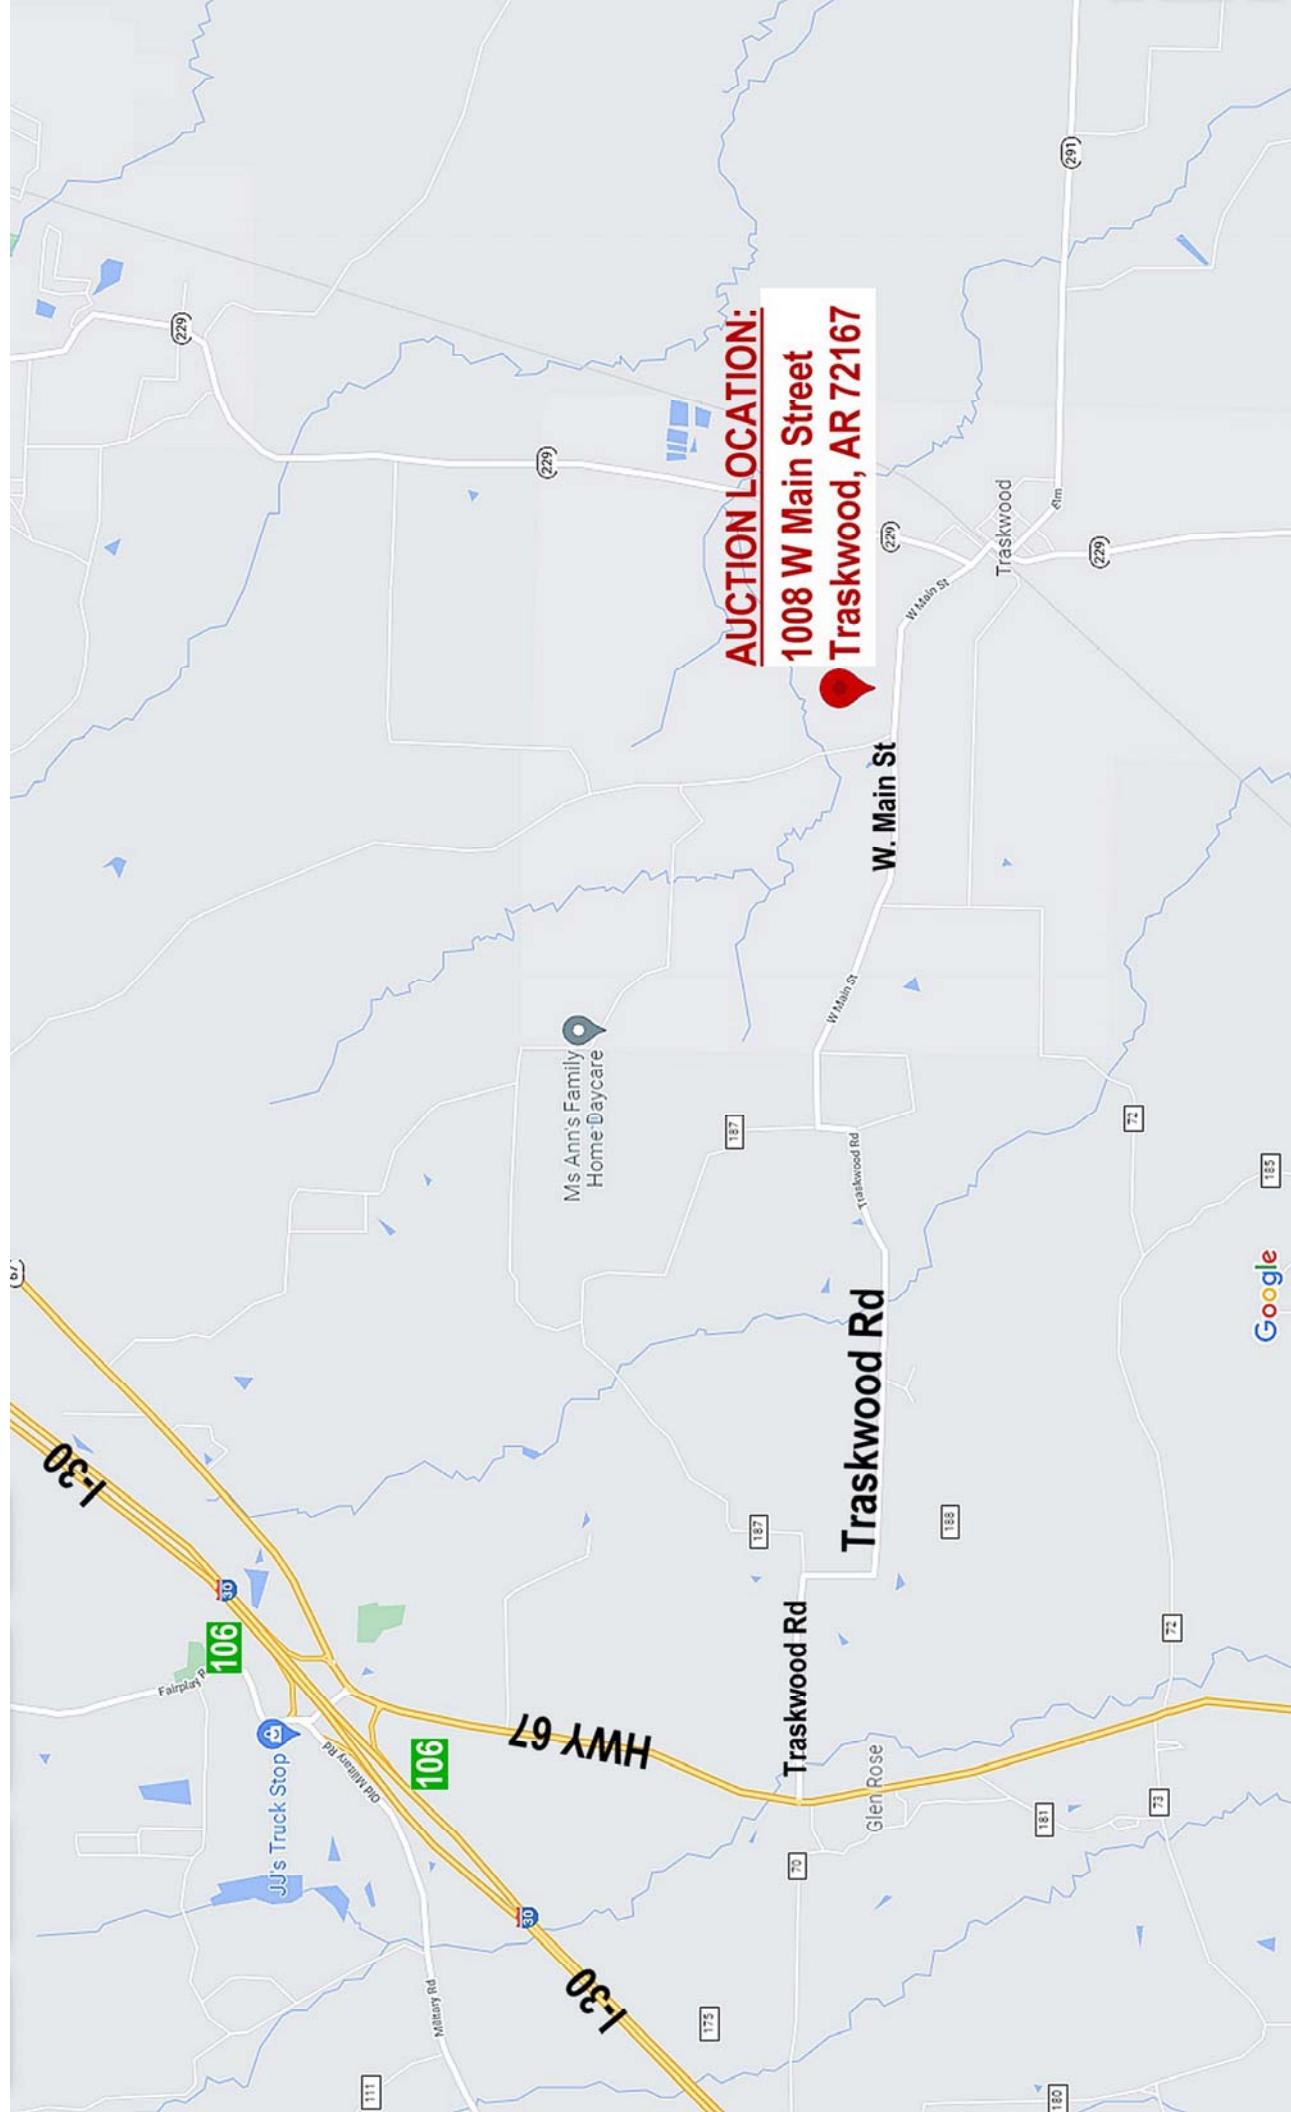 67
I-30
Fairplay R
229
106
30
JJ's Truck Stop
Old Military Rd
111
106
Military Rd
30
229
HWY 67
Ms Ann's Family
Home Daycare
I-30
175
187
AUCTION LOCATION:
187
70
Traskwood Rd
1008 W Main Street
Traskwood, AR 72167
W Main St
Traskwood Rd
Traskwood Rd
Glen Rose
W. Main St
229
W Main St
188
Traskwood
181
180
Elm
291
229
72
73
72
Google
185